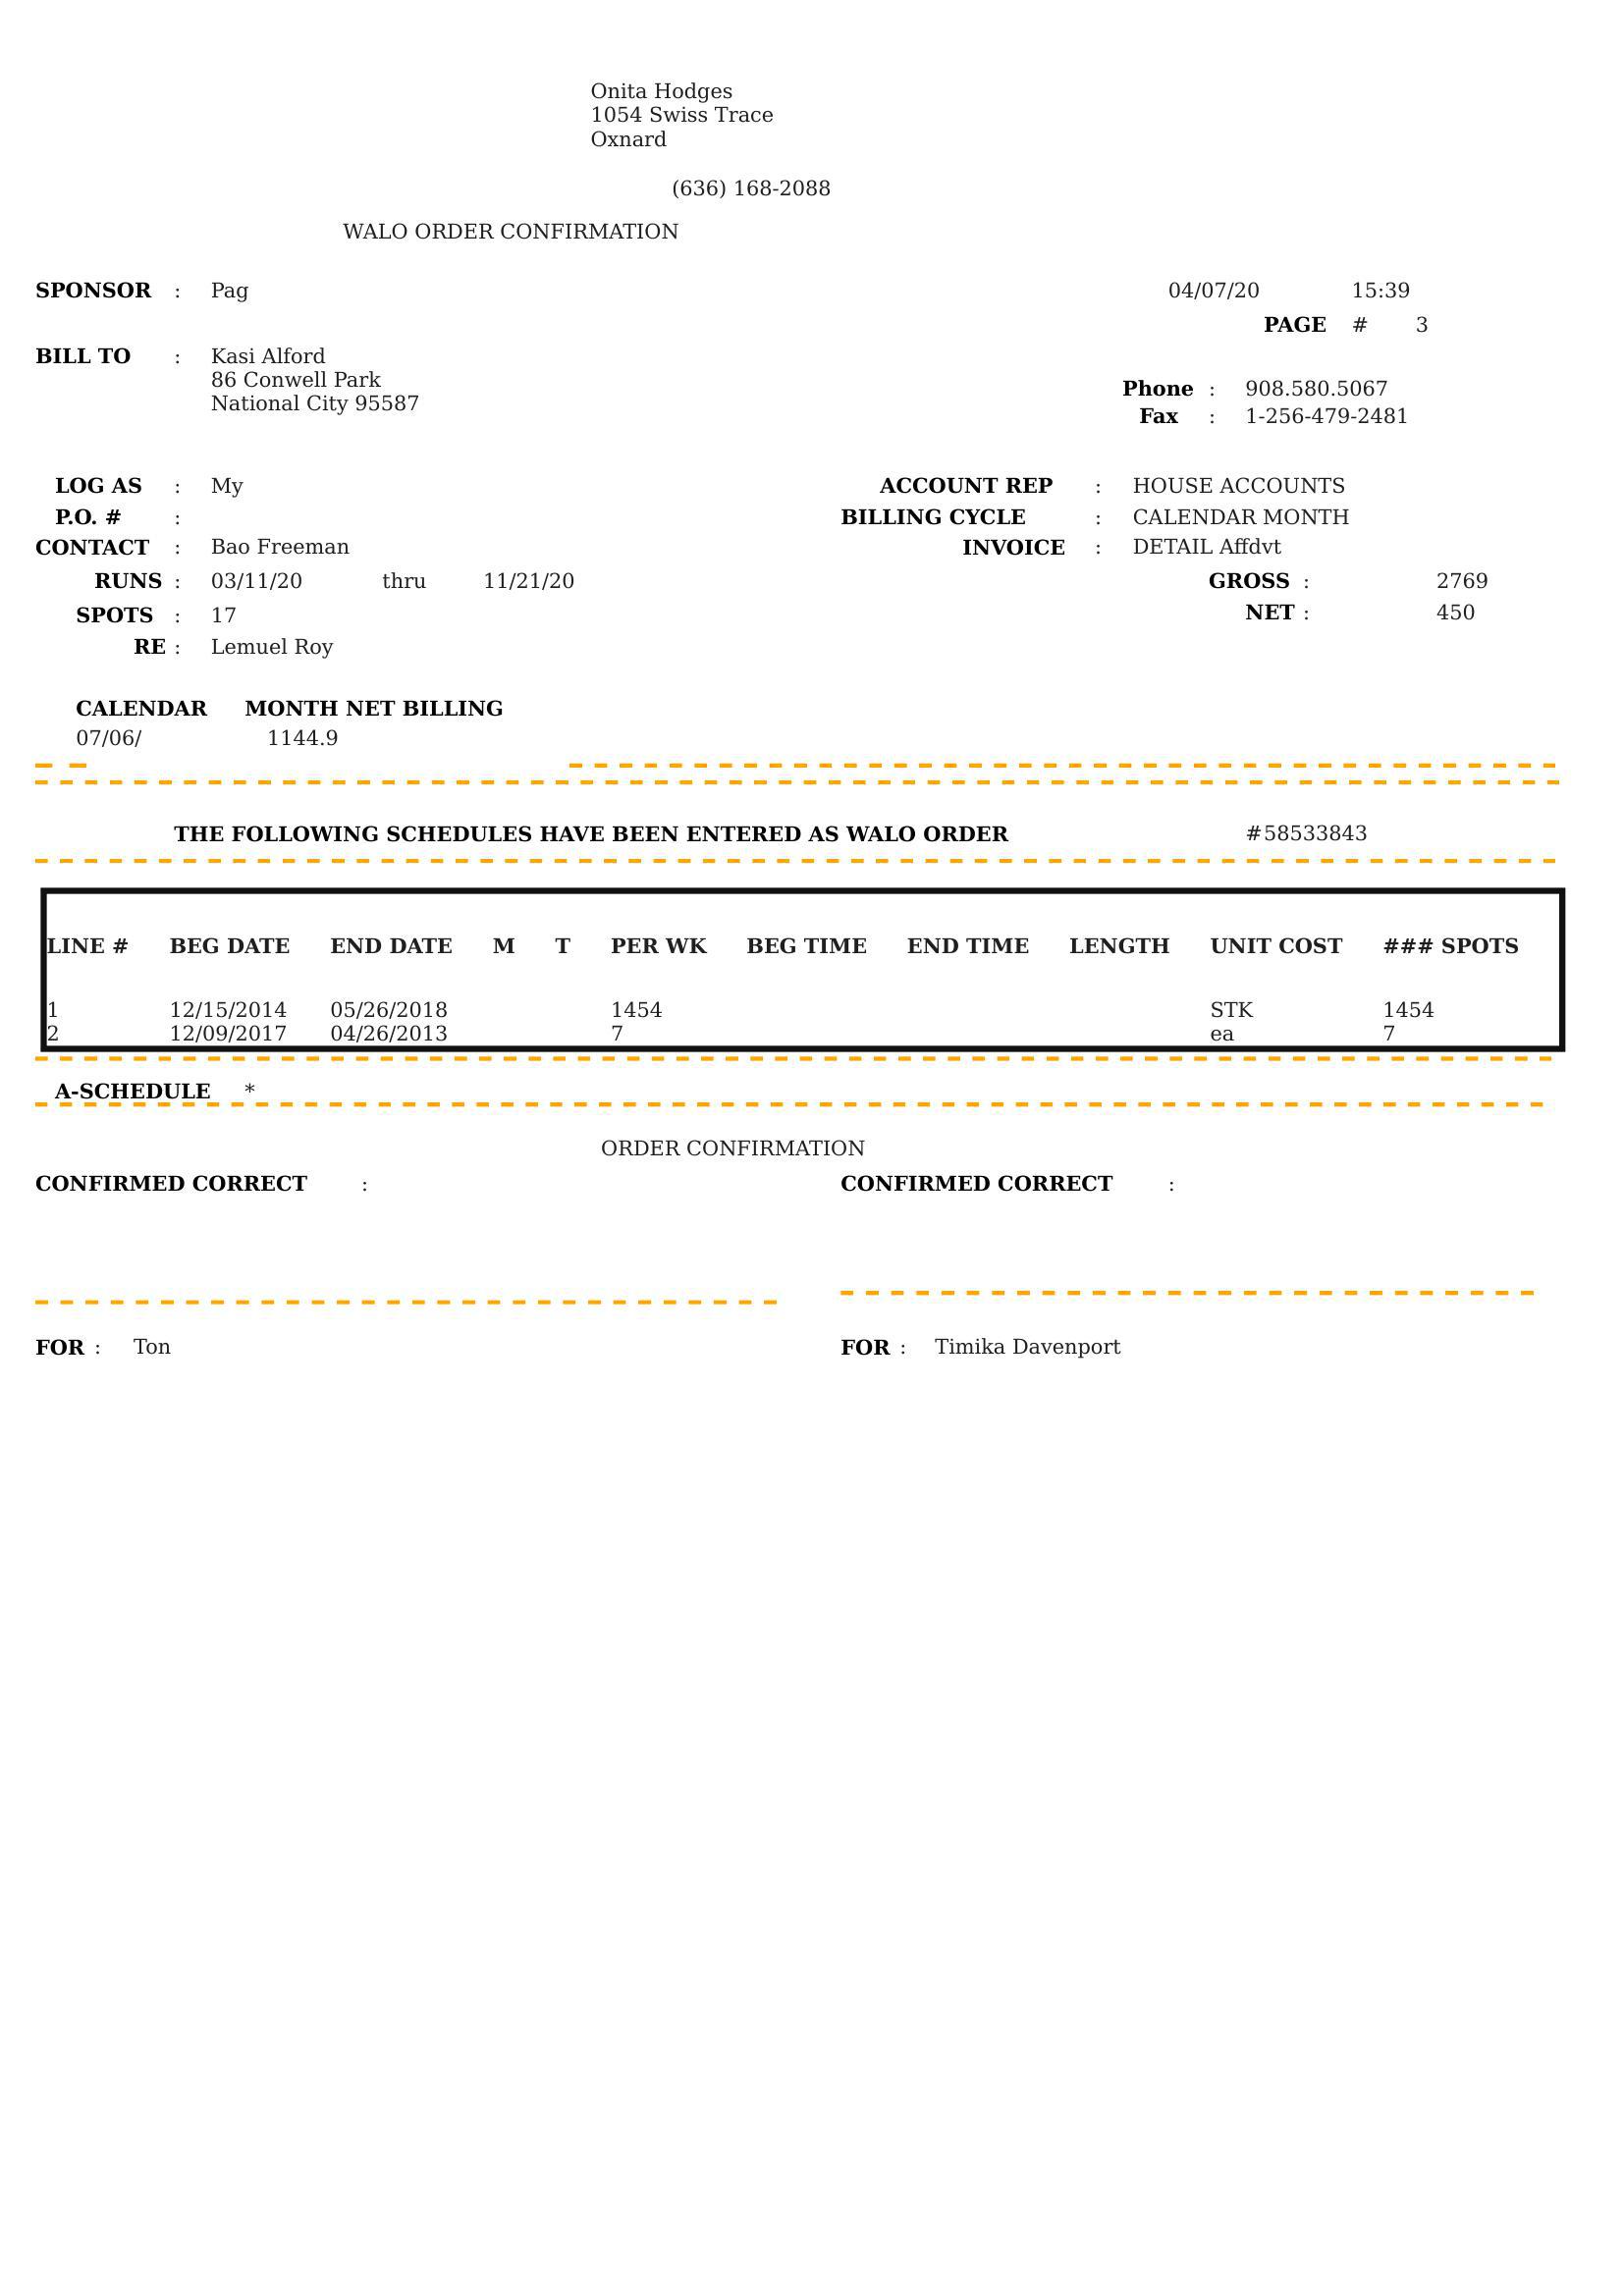 Onita Hodges
1054 Swiss Trace
Oxnard
(636) 168-2088
WALO ORDER CONFIRMATION
SPONSOR : Pag 04/07/20 15:39
PAGE # 3
BILL TO : Kasi Alford
86 Conwell Park
National City 95587
Phone : 908.580.5067
Fax : 1-256-479-2481
LOG AS : My ACCOUNT REP : HOUSE ACCOUNTS
P.O. # : BILLING CYCLE : CALENDAR MONTH
CONTACT : Bao Freeman INVOICE : DETAIL Affdvt
RUNS : 03/11/20 thru 11/21/20 GROSS : 2769
SPOTS : 17 NET : 450
RE : Lemuel Roy
CALENDAR MONTH NET BILLING
07/06/ 1144.9
THE FOLLOWING SCHEDULES HAVE BEEN ENTERED AS WALO ORDER #58533843
LINE # BEG DATE END DATE M T PER WK BEG TIME END TIME LENGTH UNIT COST ### SPOTS
1 12/15/2014 05/26/2018 1454 STK 1454
2 12/09/2017 04/26/2013 7 ea 7
A-SCHEDULE *
ORDER CONFIRMATION
CONFIRMED CORRECT : CONFIRMED CORRECT :
FOR : Ton FOR : Timika Davenport